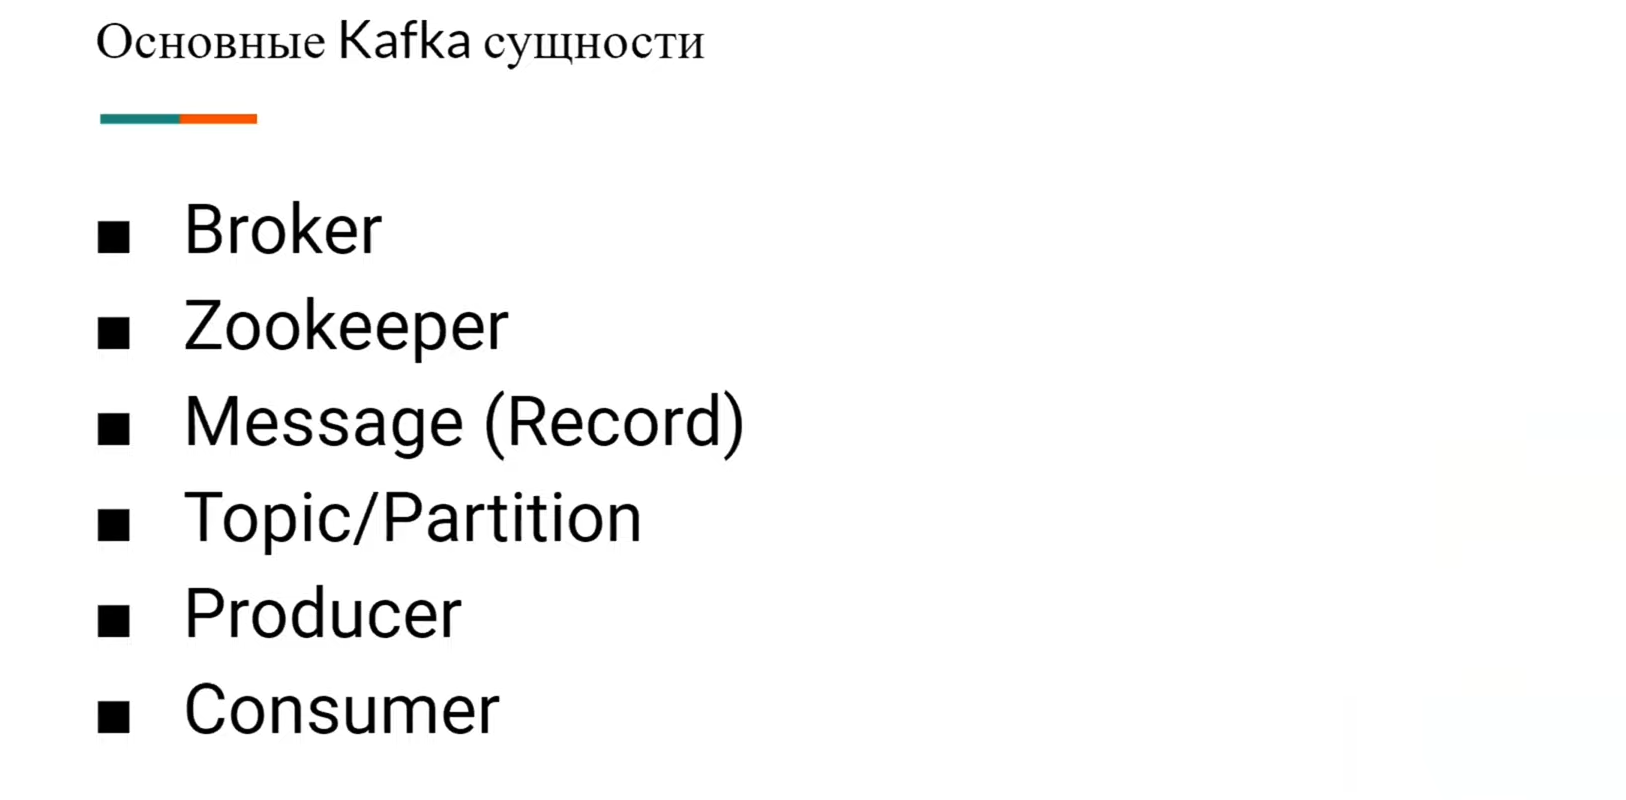 Основные Kafka сущности
■ Broker
■ Zookeeper
■ Message (Record)
■ Topic/Partition
■ Producer
■ Consumer